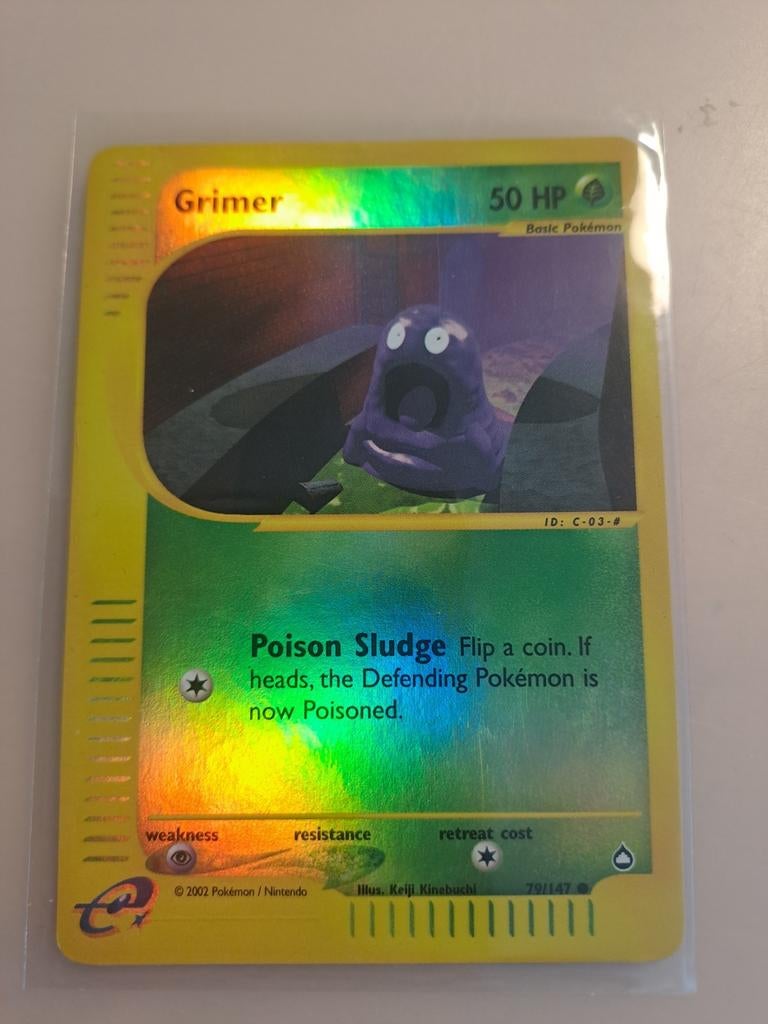 Grimer 50 HP
Basic Pokémon
ID: C-03-#
Poison Sludge Flip a coin. If
heads, the Defending Pokémon is
now Poisoned.
weakness resistance retreat cost
© 2002 Pokémon / Nintendo Illus. Keiji Kinebuchi 79/147
e